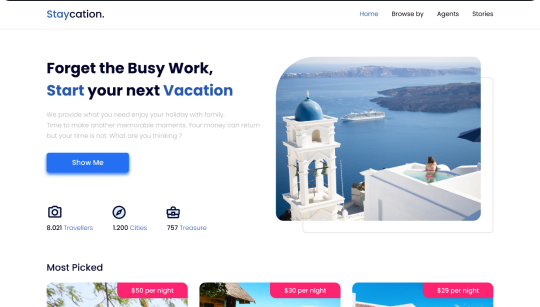 Staycation.
Home Browse by Agents Stories
Forget the Busy Work,
Start your next Vacation
We provide what you need enjoy your holiday with family.
Time to make another memorable moments. Your money can return
but your time is not. What are you thinking ?
Show Me
8.021 Travellers 1.200 Cities 757 Treasure
Most Picked
$50 per night $30 per night $29 per night